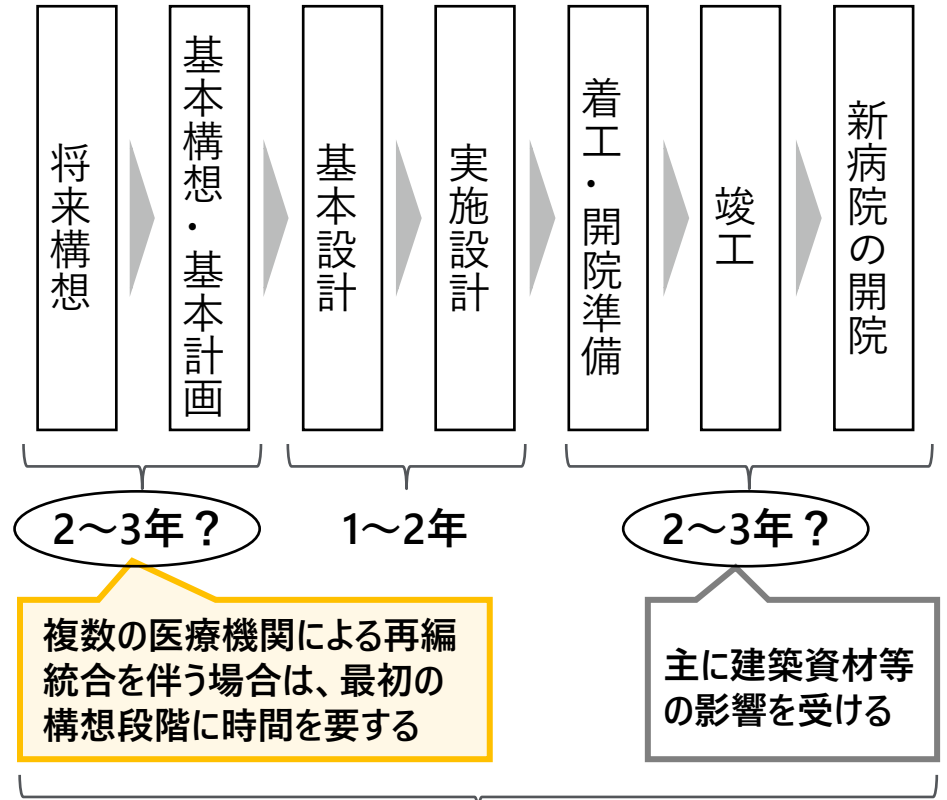 将来構想
基本構想・基本計画
基本設計
実施設計
着工・開院準備
竣工
新病院の開院
2～3年？
1～2年
2～3年？
複数の医療機関による再編
統合を伴う場合は、最初の
構想段階に時間を要する
主に建築資材等
の影響を受ける